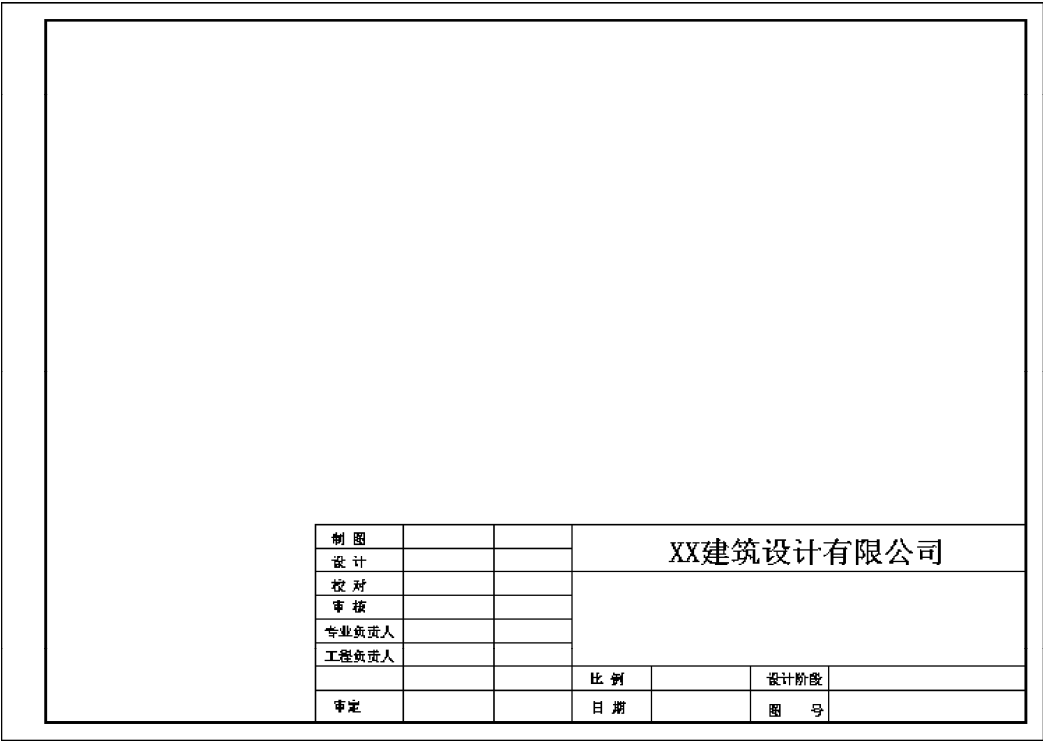 制 图
XX建筑设计有限公司
设 计
校 对
审 核
专业负责人
工程负责人
比 例 设计阶段
审定 日 期 图 号